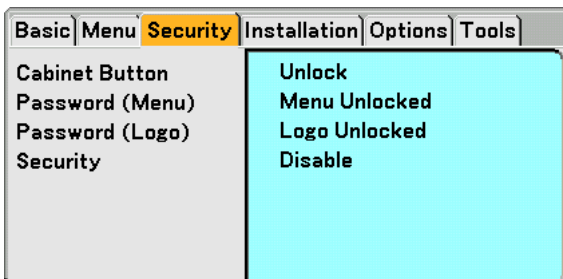 Basic Menu Security Installation Options Tools
Cabinet Button Unlock
Password (Menu) Menu Unlocked
Password (Logo) Logo Unlocked
Security Disable